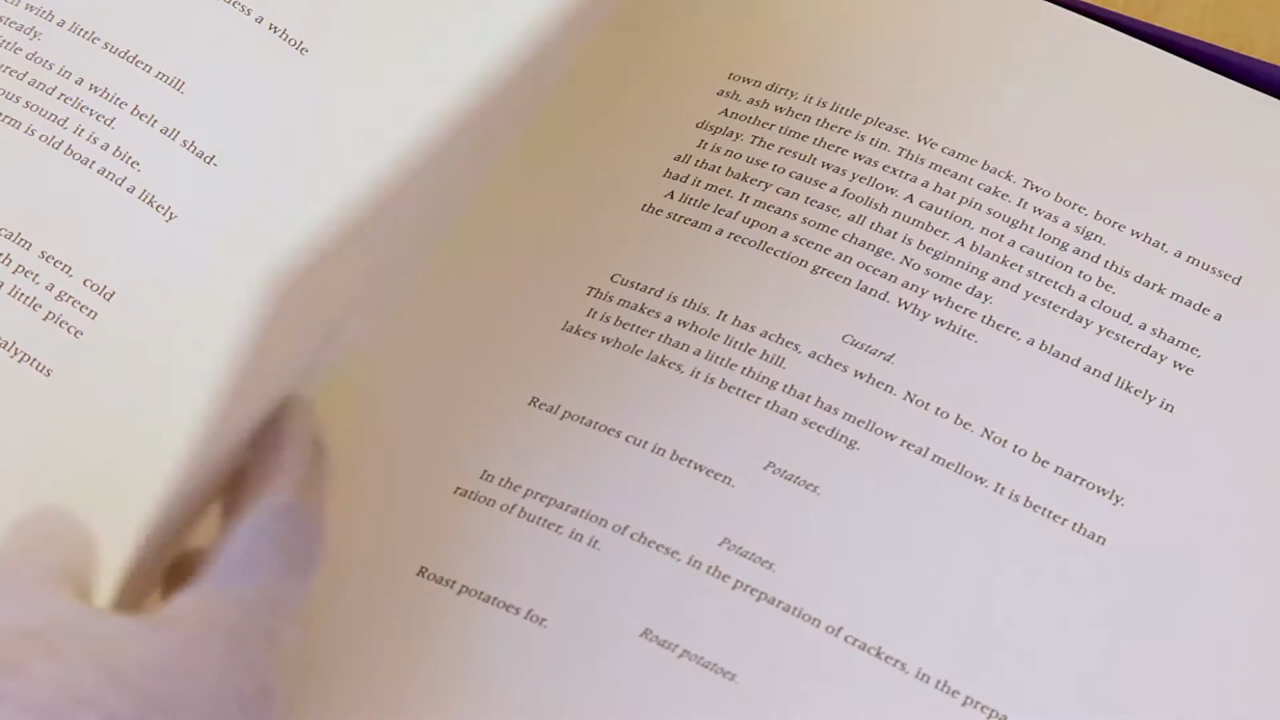 ess a whole
with a little sudden mill.
steady.
ttle dots in a white belt all shad-
red and relieved.
ous sound, it is a bite.
rm is old boat and a likely
calm seen, cold
th pet, a green
a little piece
alyptus
town dirty, it is little please. We came back. Two bore, bore what, a mussed
ash, ash when there is tin. This meant cake. It was a sign.
Another time there was extra a hat pin sought long and this dark made a
display. The result was yellow. A caution, not a caution to be.
It is no use to cause a foolish number. A blanket stretch a cloud, a shame,
all that bakery can tease, all that is beginning and yesterday yesterday we
had it met. It means some change. No some day.
A little leaf upon a scene an ocean any where there, a bland and likely in
the stream a recollection green land. Why white.
Custard.
Custard is this. It has aches, aches when. Not to be. Not to be narrowly.
This makes a whole little hill.
It is better than a little thing that has mellow real mellow. It is better than
lakes whole lakes, it is better than seeding.
Potatoes.
Real potatoes cut in between.
Potatoes.
In the preparation of cheese, in the preparation of crackers, in the prepa
ration of butter, in it.
Roast potatoes.
Roast potatoes for.